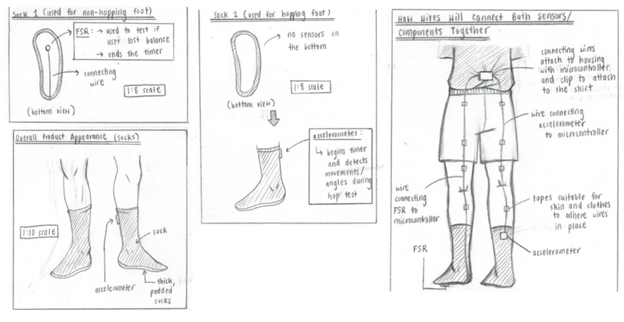 Sock 1 (used for non-hopping foot)
FSR: → used to test if
user lost balance
→ ends the timer
connecting
wire
(bottom view)
1:8 scale
Overall Product Appearance (socks)
1:10 scale
sock
accelerometer
thick,
padded
socks
Sock 1 (used for hopping foot)
no sensors on
the bottom
1:8 scale
(bottom view)
accelerometer:
↳ begins timer
and detects
movements/
angles during
hop test
How Wires Will Connect Both Sensors/
Components Together
connecting wires
attach to housing
with microcontroller
and clip to attach
to the shirt
wire connecting
accelerometer
to microcontroller
wire
connecting
FSR to
microcontroller
tapes suitable for
skin and clothes
to adhere wires
in place
FSR
accelerometer